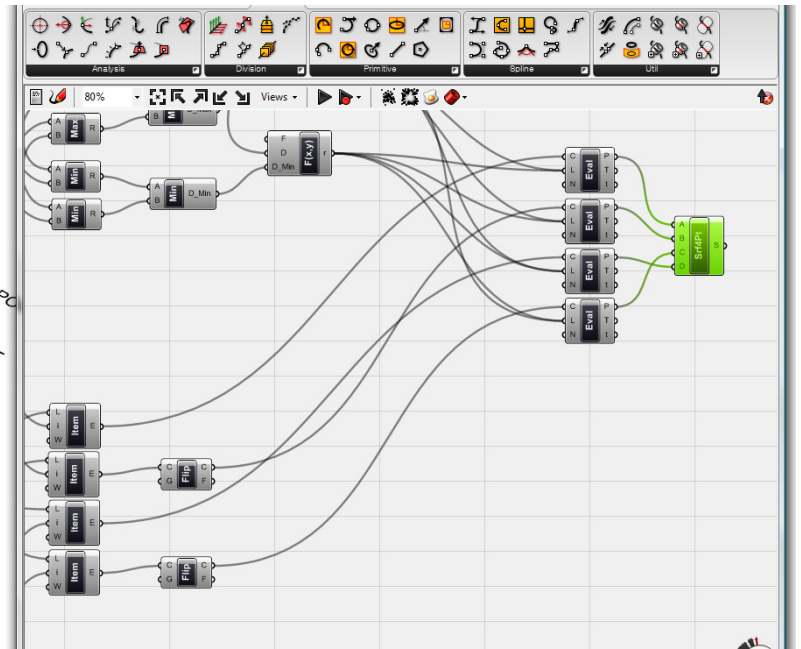 Analysis
Division
Primitive
Spline
Util
80%
Views
A
B
Max
R
D_Min
A
B
Min
R
A
B
Min
D_Min
A
B
Min
R
F
D
D_Min
F(x,y)
r
C
L
N
Eval
P
T
t
C
L
N
Eval
P
T
t
C
L
N
Eval
P
T
t
C
L
N
Eval
P
T
t
A
B
C
D
Srf4Pt
S
L
i
W
Item
E
L
i
W
Item
E
C
G
Flip
C
F
L
i
W
Item
E
L
i
W
Item
E
C
G
Flip
C
F